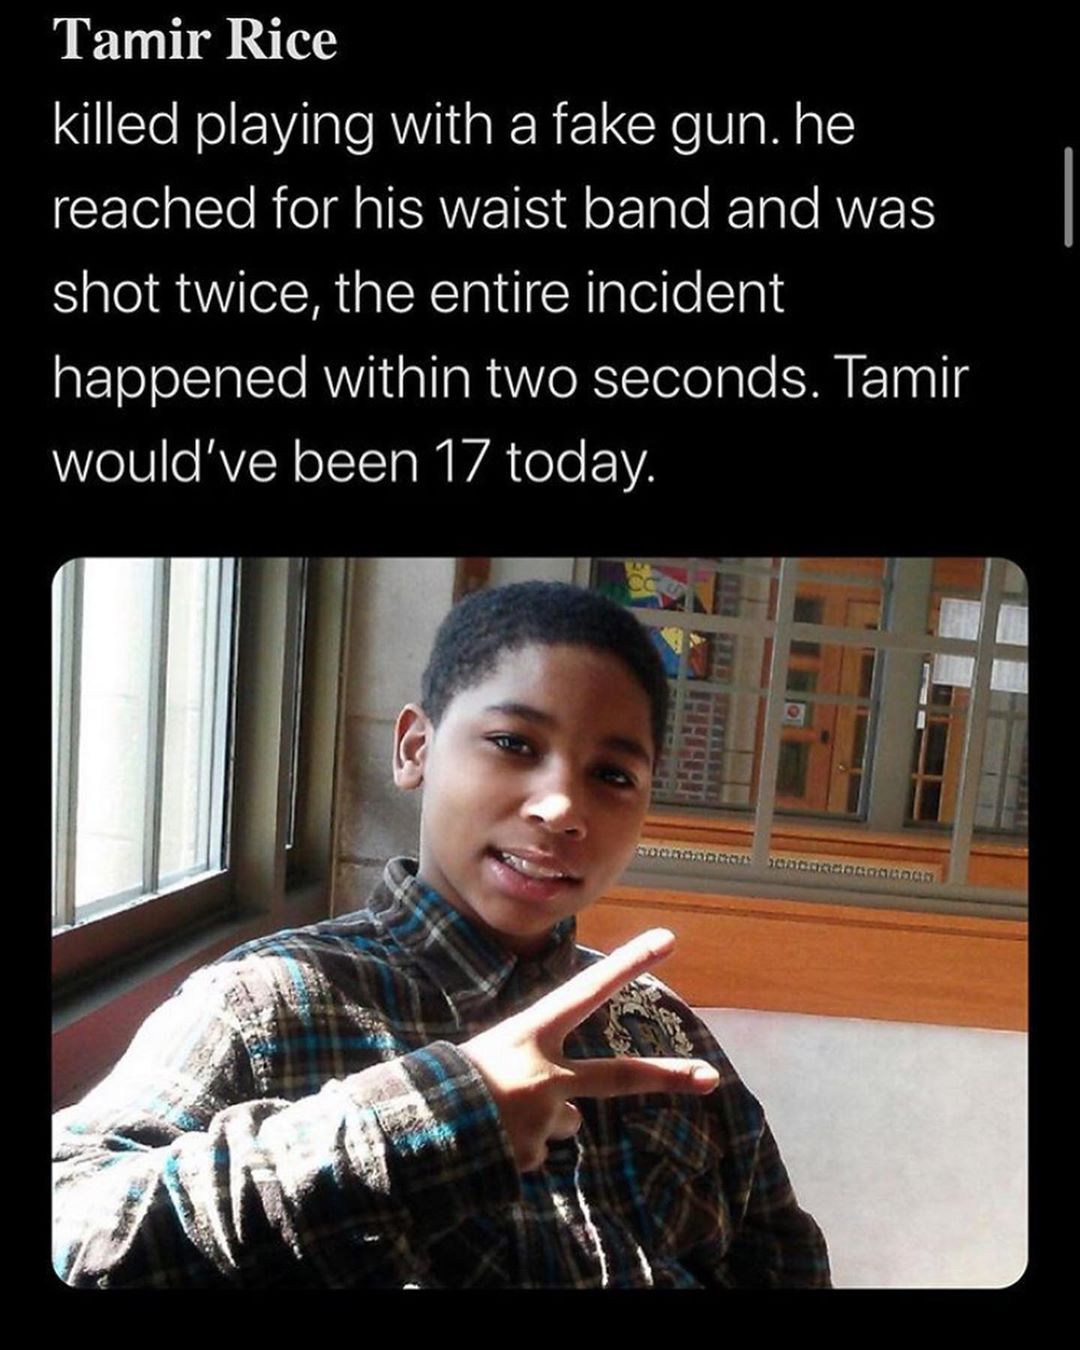 Tamir Rice
killed playing with a fake gun. he
reached for his waist band and was
shot twice, the entire incident
happened within two seconds. Tamir
would've been 17 today.